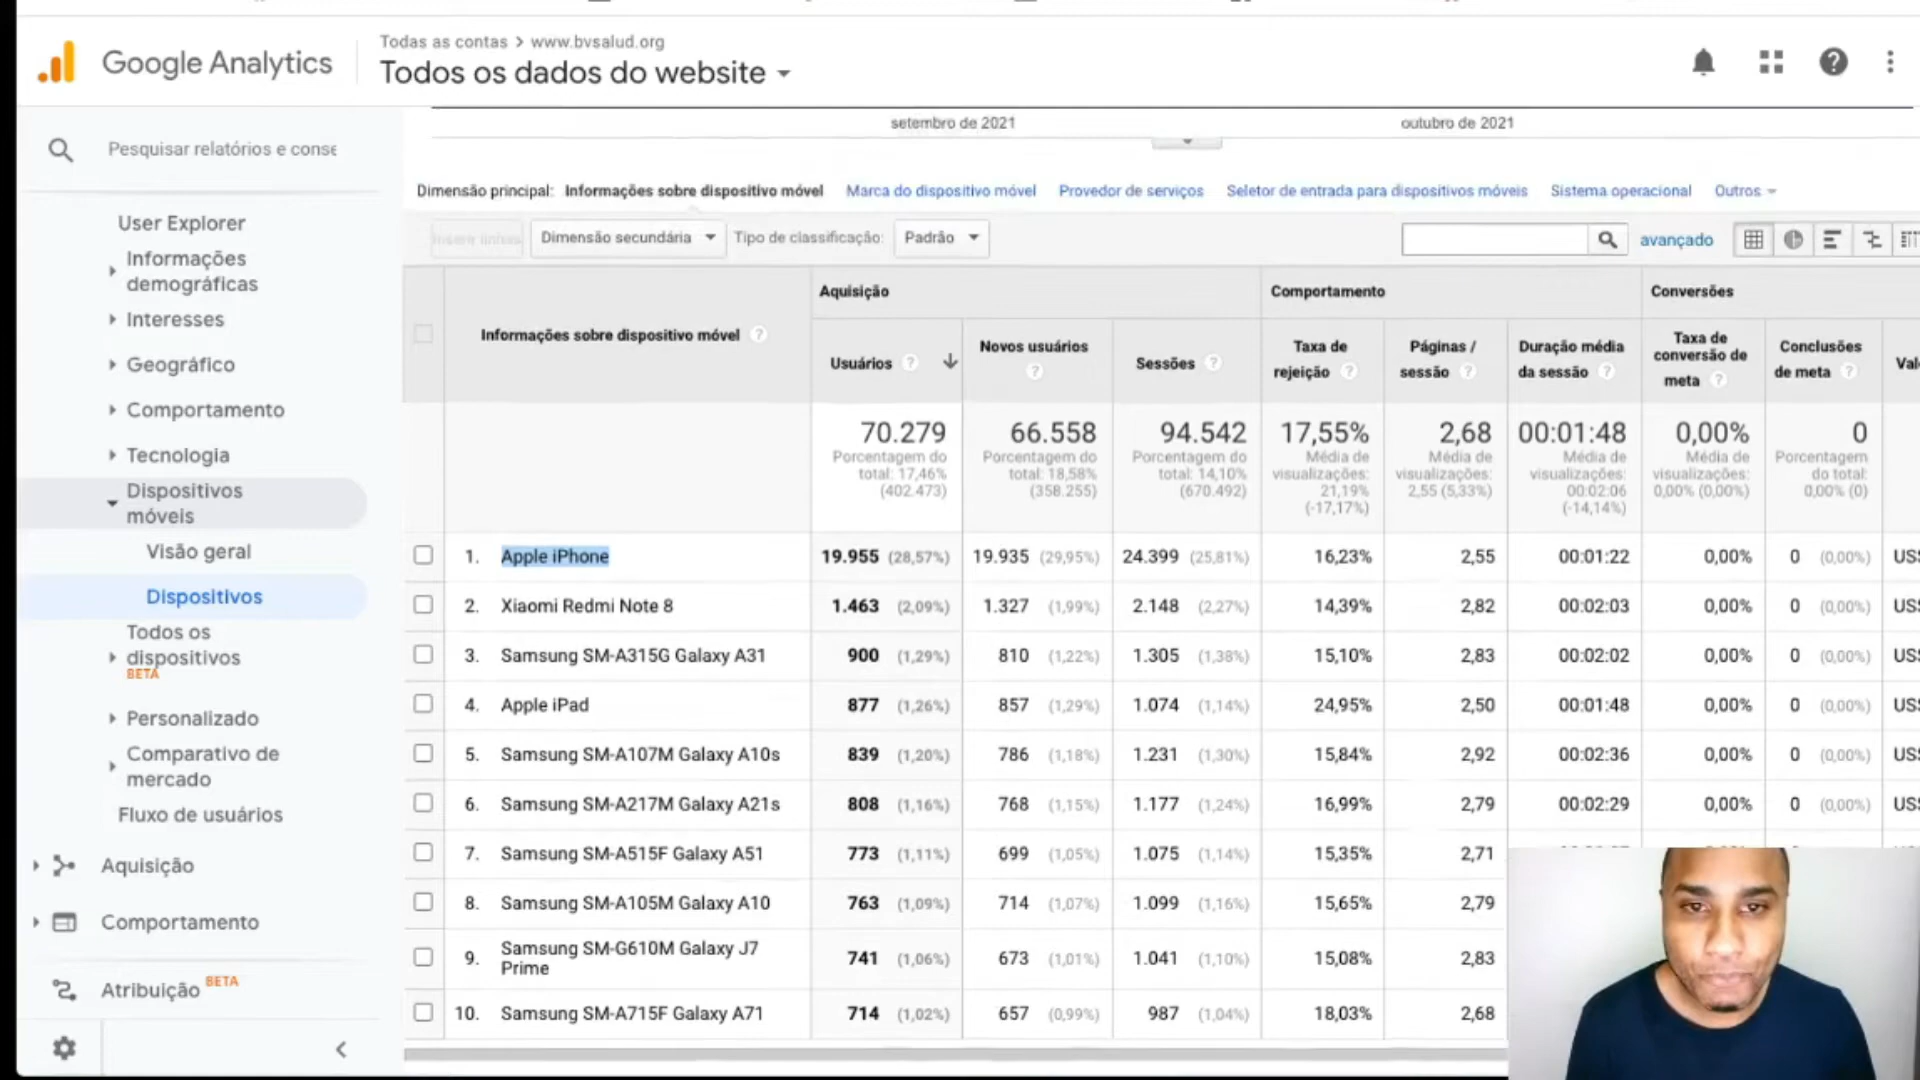 Google Analytics
Todas as contas > www.bvsalud.org
Todos os dados do website
setembro de 2021 outubro de 2021
Pesquisar relatórios e conse
User Explorer
Informações
demográficas
Interesses
Geográfico
Comportamento
Tecnologia
Dispositivos
móveis
Visão geral
Dispositivos
Todos os
dispositivos
BETA
Personalizado
Comparativo de
mercado
Fluxo de usuários
Aquisição
Comportamento
Atribuição BETA
Dimensão principal: Informações sobre dispositivo móvel Marca do dispositivo móvel Provedor de serviços Seletor de entrada para dispositivos móveis Sistema operacional Outros
Dimensão secundária Tipo de classificação: Padrão avançado
Informações sobre dispositivo móvel ?
Aquisição Comportamento Conversões
Usuários ?
Novos usuários
?
Sessões ?
Taxa de
rejeição ?
Páginas /
sessão ?
Duração média
da sessão ?
Taxa de
conversão de
meta ?
Conclusões
de meta ?
Val
70.279
Porcentagem do
total: 17,46%
(402.473)
66.558
Porcentagem do
total: 18,58%
(358.255)
94.542
Porcentagem do
total: 14,10%
(670.492)
17,55%
Média de
visualizações:
21,19%
(-17,17%)
2,68
Média de
visualizações:
2,55 (5,33%)
00:01:48
Média de
visualizações:
00:02:06
(-14,14%)
0,00%
Média de
visualizações:
0,00% (0,00%)
0
Porcentagem
do total:
0,00% (0)
1. Apple iPhone 19.955 (28,57%) 19.935 (29,95%) 24.399 (25,81%) 16,23% 2,55 00:01:22 0,00% 0 (0,00%) US$
2. Xiaomi Redmi Note 8 1.463 (2,09%) 1.327 (1,99%) 2.148 (2,27%) 14,39% 2,82 00:02:03 0,00% 0 (0,00%) US$
3. Samsung SM-A315G Galaxy A31 900 (1,29%) 810 (1,22%) 1.305 (1,38%) 15,10% 2,83 00:02:02 0,00% 0 (0,00%) US$
4. Apple iPad 877 (1,26%) 857 (1,29%) 1.074 (1,14%) 24,95% 2,50 00:01:48 0,00% 0 (0,00%) US$
5. Samsung SM-A107M Galaxy A10s 839 (1,20%) 786 (1,18%) 1.231 (1,30%) 15,84% 2,92 00:02:36 0,00% 0 (0,00%) US$
6. Samsung SM-A217M Galaxy A21s 808 (1,16%) 768 (1,15%) 1.177 (1,24%) 16,99% 2,79 00:02:29 0,00% 0 (0,00%) US$
7. Samsung SM-A515F Galaxy A51 773 (1,11%) 699 (1,05%) 1.075 (1,14%) 15,35% 2,71
8. Samsung SM-A105M Galaxy A10 763 (1,09%) 714 (1,07%) 1.099 (1,16%) 15,65% 2,79
9. Samsung SM-G610M Galaxy J7
Prime 741 (1,06%) 673 (1,01%) 1.041 (1,10%) 15,08% 2,83
10. Samsung SM-A715F Galaxy A71 714 (1,02%) 657 (0,99%) 987 (1,04%) 18,03% 2,68